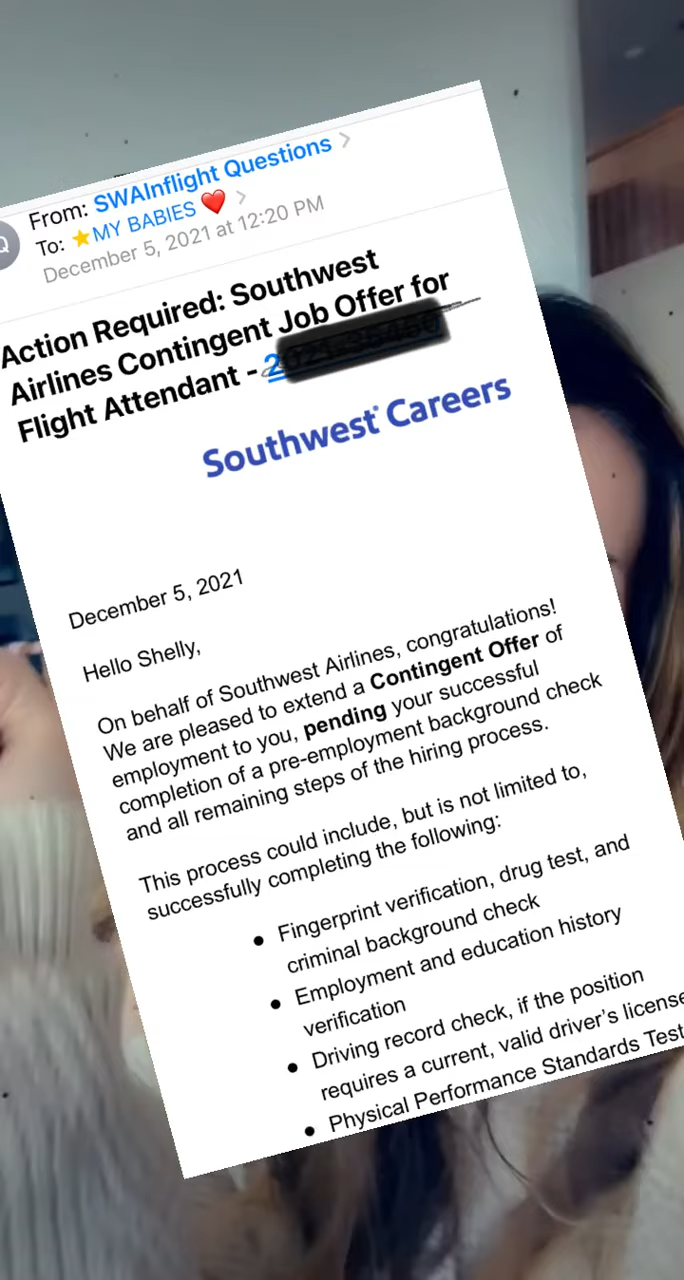 Q
From: SWAInflight Questions >
To: ⭐MY BABIES ❤️ >
December 5, 2021 at 12:20 PM
Action Required: Southwest
Airlines Contingent Job Offer for
Flight Attendant - 2
Southwest Careers
December 5, 2021
Hello Shelly,
On behalf of Southwest Airlines, congratulations!
We are pleased to extend a Contingent Offer of
employment to you, pending your successful
completion of a pre-employment background check
and all remaining steps of the hiring process.
This process could include, but is not limited to,
successfully completing the following:
• Fingerprint verification, drug test, and
criminal background check
• Employment and education history
verification
• Driving record check, if the position
requires a current, valid driver's license
• Physical Performance Standards Test